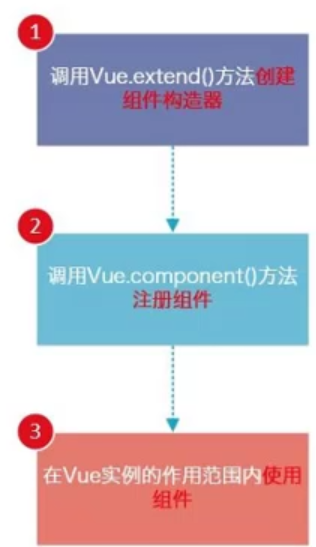 1
调用Vue.extend()方法创建
组件构造器
2
调用Vue.component()方法
注册组件
3
在Vue实例的作用范围内使用
组件